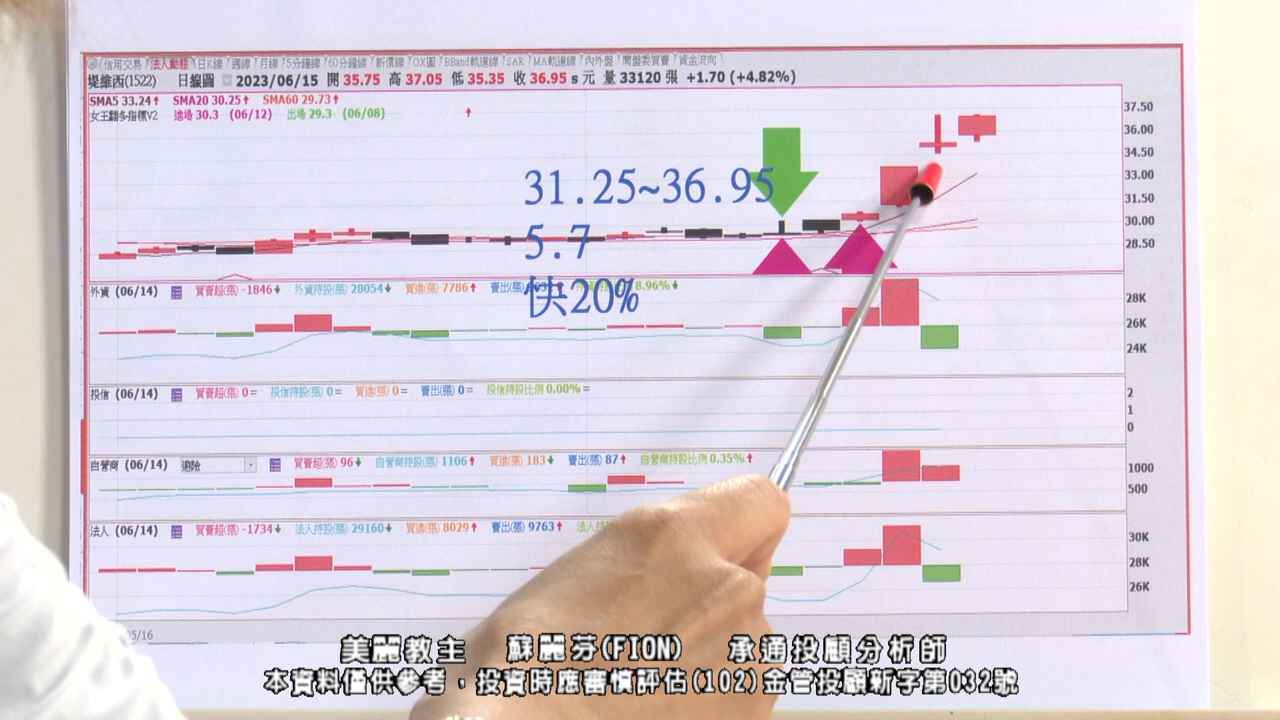 信用交易 法人動態 日K線 週線 月線 5分鐘線 60分鐘線 新價線 OX圖 BBand軌道線 SAR MA軌道線 內外盤 買盤委買賣 資金流向
堤維西(1522) 日線圖 2023/06/15 開 35.75 高 37.05 低 35.35 收 36.95 s 元 量 33120 張 +1.70 (+4.82%)
SMA5 33.24↑ SMA20 30.25↑ SMA60 29.73↑
女王翻多指標V2 進場 30.3 (06/12) 出場 29.3 (06/08)
37.50
36.00
34.50
33.00
31.50
30.00
28.50
31.25~36.95
5.7
快20%
外資 (06/14) 買賣超(張) -1846↓ 外資持股(張) 28054↓ 買進(張) 7786↑ 賣出(張) 8.96%↓
28K
26K
24K
投信 (06/14) 買賣超(張) 0= 投信持股(張) 0= 買進(張) 0= 賣出(張) 0= 投信持股比例 0.00%=
2
1
0
自營商 (06/14) 避險 買賣超(張) 96↓ 自營商持股(張) 1106↑ 買進(張) 183↓ 賣出(張) 87↑ 自營商持股比例 0.35%↑
1000
500
法人 (06/14) 買賣超(張) -1734↓ 法人持股(張) 29160↓ 買進(張) 8029↑ 賣出(張) 9763↑
30K
28K
26K
05/16
美麗教主 蘇麗芬(FION) 承通投顧分析師
本資料僅供參考，投資時應審慎評估(102)金管投顧新字第032號